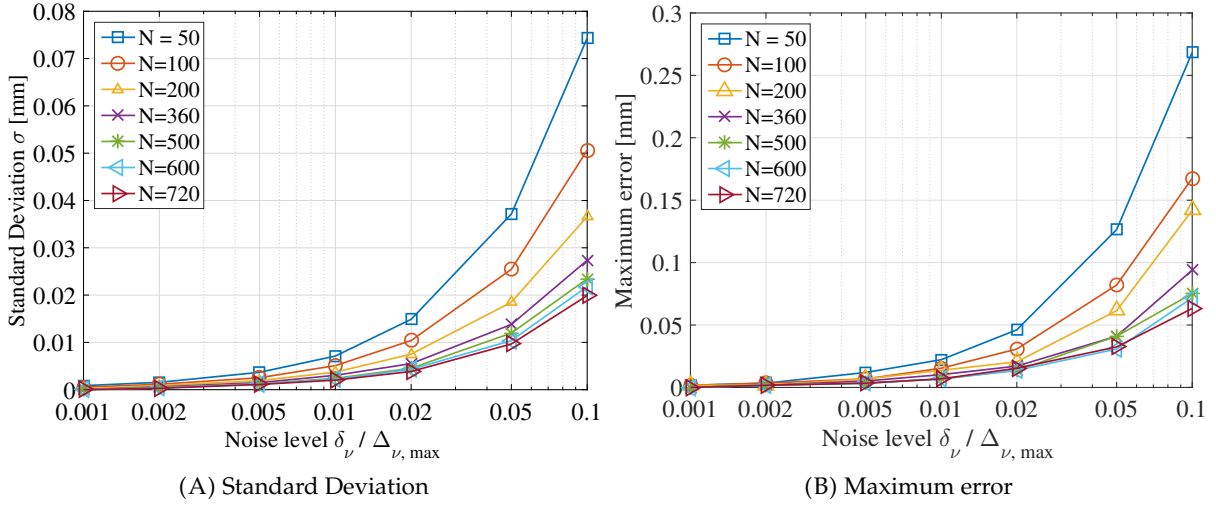 0.08
0.07
0.06
0.05
0.04
0.03
0.02
0.01
0
Standard Deviation σ [mm]
N = 50
N=100
N=200
N=360
N=500
N=600
N=720
0.001 0.002 0.005 0.01 0.02 0.05 0.1
Noise level δν / Δν, max
(A) Standard Deviation
0.3
0.25
0.2
0.15
0.1
0.05
0
Maximum error [mm]
N = 50
N=100
N=200
N=360
N=500
N=600
N=720
0.001 0.002 0.005 0.01 0.02 0.05 0.1
Noise level δν / Δν, max
(B) Maximum error